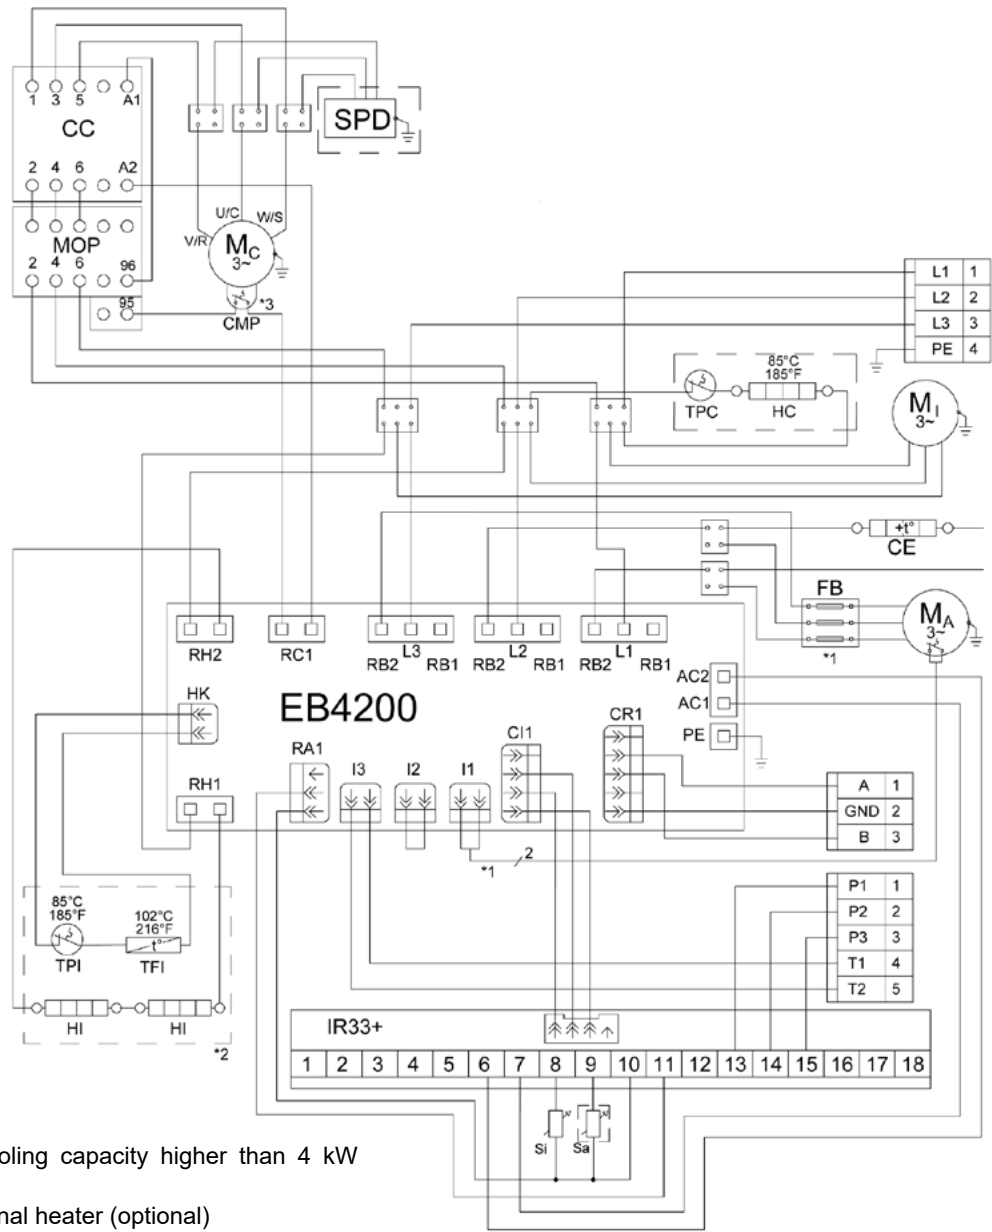 1 3 5 A1
SPD
CC
2 4 6 A2
U/C
W/S
V/R
MC
3~
MOP
2 4 6 96
95
*3
CMP
L1 1
L2 2
L3 3
PE 4
85°C
185°F
TPC
HC
MI
3~
+t°
CE
FB
*1
MA
3~
RH2
RC1
RB2 L3 RB1
RB2 L2 RB1
RB2 L1 RB1
AC2
AC1
HK
EB4200
CR1
PE
CI1
RA1
I3
I2
I1
RH1
A 1
GND 2
B 3
*1
2
P1 1
P2 2
P3 3
T1 4
T2 5
85°C
185°F
102°C
216°F
t°
TPI
TFI
HI
HI
*2
IR33+
1 2 3 4 5 6 7 8 9 10 11 12 13 14 15 16 17 18
Si
Sa
oling capacity higher than 4 kW
nal heater (optional)